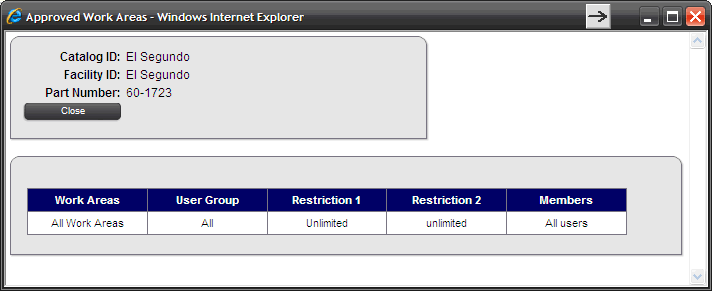 Approved Work Areas - Windows Internet Explorer
Catalog ID: El Segundo
Facility ID: El Segundo
Part Number: 60-1723
Close
Work Areas User Group Restriction 1 Restriction 2 Members
All Work Areas All Unlimited unlimited All users